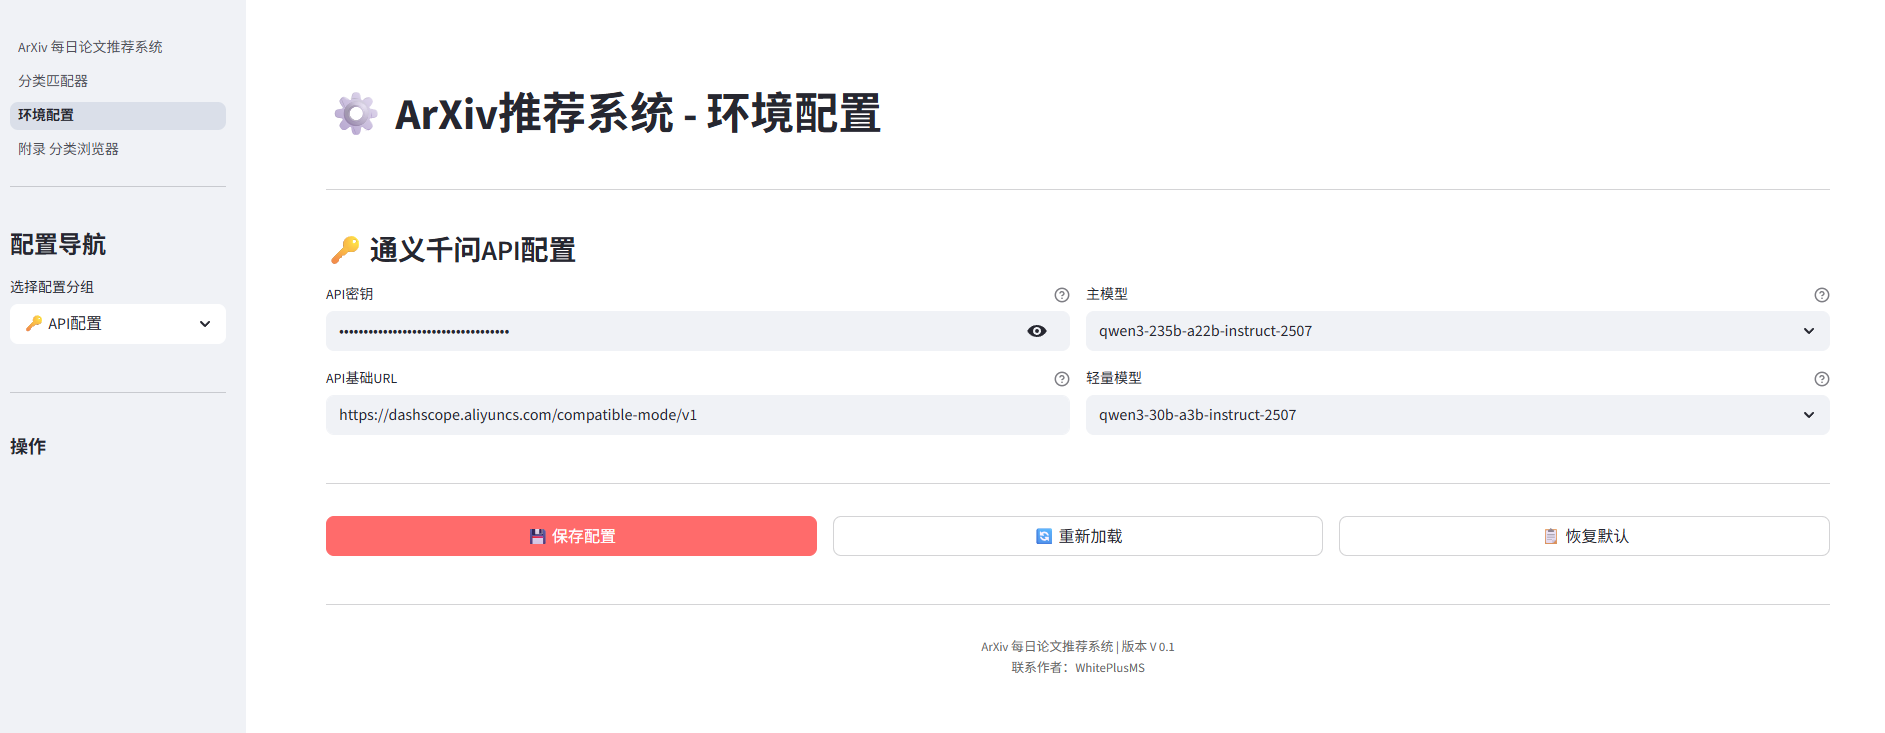 ArXiv 每日论文推荐系统
分类匹配器
环境配置
附录 分类浏览器
配置导航
选择配置分组
🔑 API配置
操作
⚙️ ArXiv推荐系统 - 环境配置
🔑 通义千问API配置
API密钥
主模型
qwen3-235b-a22b-instruct-2507
API基础URL
轻量模型
https://dashscope.aliyuncs.com/compatible-mode/v1
qwen3-30b-a3b-instruct-2507
💾 保存配置
🔄 重新加载
📋 恢复默认
ArXiv 每日论文推荐系统 | 版本 V 0.1
联系作者：WhitePlusMS